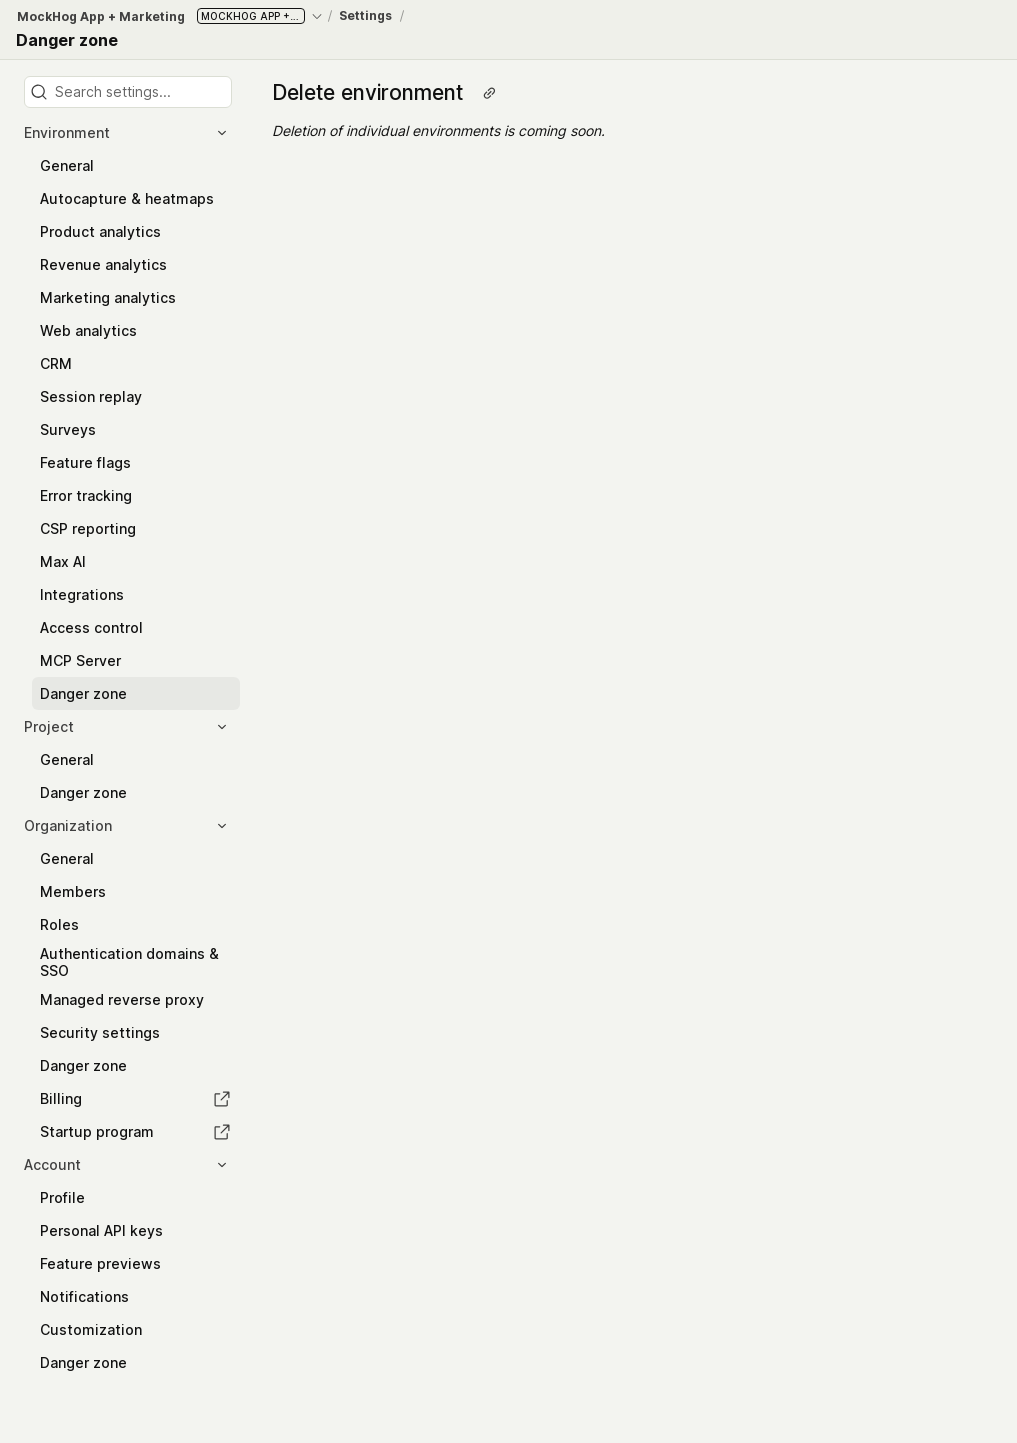 MockHog App + Marketing MOCKHOG APP +... / Settings /
Danger zone
Search settings...
Delete environment
Deletion of individual environments is coming soon.
Environment
General
Autocapture & heatmaps
Product analytics
Revenue analytics
Marketing analytics
Web analytics
CRM
Session replay
Surveys
Feature flags
Error tracking
CSP reporting
Max AI
Integrations
Access control
MCP Server
Danger zone
Project
General
Danger zone
Organization
General
Members
Roles
Authentication domains &
SSO
Managed reverse proxy
Security settings
Danger zone
Billing
Startup program
Account
Profile
Personal API keys
Feature previews
Notifications
Customization
Danger zone